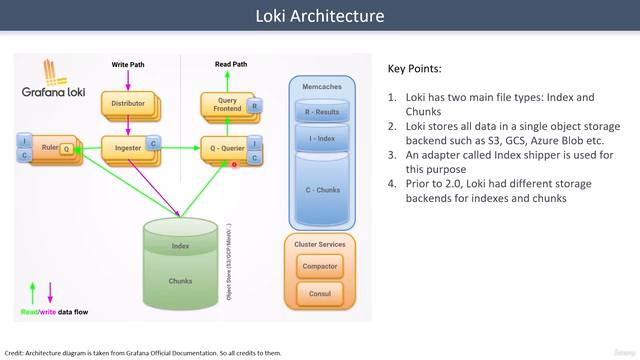 Loki Architecture
Grafana loki
Write Path
Read Path
Distributor
Query
Frontend
R
I
C
Ruler
Q
Ingester
C
Q - Querier
I
C
Index
Chunks
Object Store (S3/GCP/MinIO/..)
Memcaches
R - Results
I - Index
C - Chunks
Cluster Services
Compactor
Consul
Read/write data flow
Key Points:
1. Loki has two main file types: Index and
Chunks
2. Loki stores all data in a single object storage
backend such as S3, GCS, Azure Blob etc.
3. An adapter called Index shipper is used for
this purpose
4. Prior to 2.0, Loki had different storage
backends for indexes and chunks
Credit: Architecture diagram is taken from Grafana Official Documentation. So all credits to them.